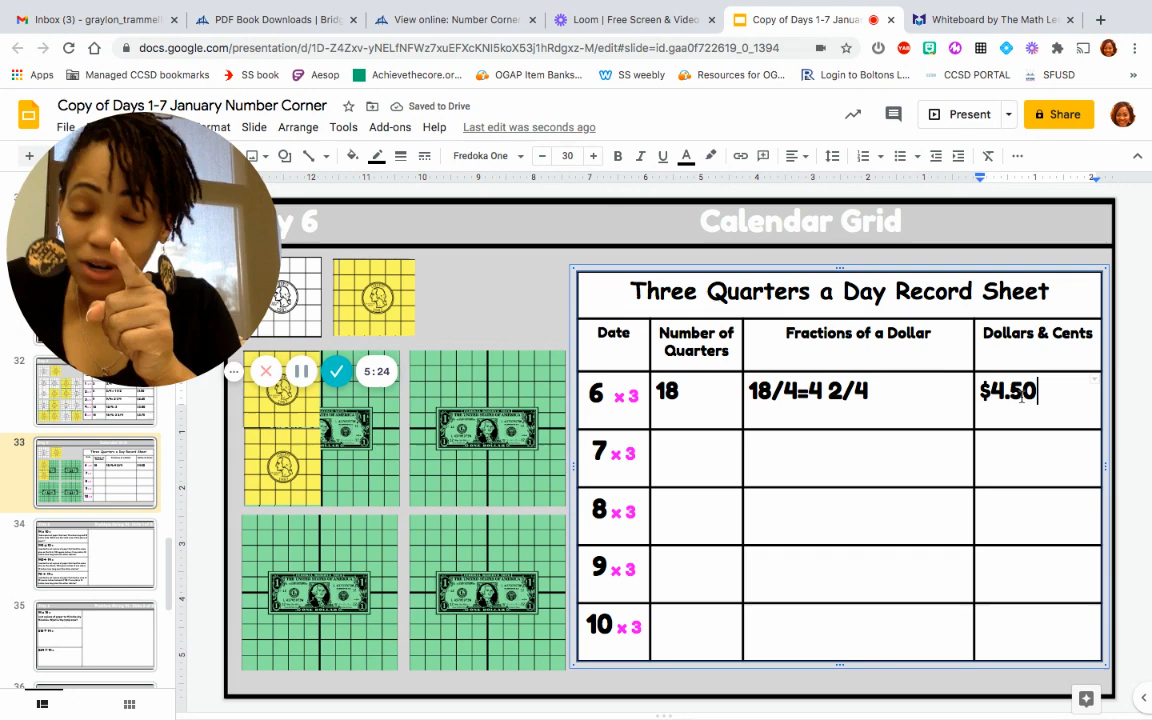 Inbox (3) - graylon_trammell
PDF Book Downloads | Bridg
View online: Number Corner
Loom | Free Screen & Video
Copy of Days 1-7 Janua
Whiteboard by The Math Le
docs.google.com/presentation/d/1D-Z4Zxv-yNELfNFWz7xuEFXcKNI5koX53j1hRdgxz-M/edit#slide=id.gaa0f722619_0_1394
Apps
Managed CCSD bookmarks
SS book
Aesop
Achievethecore.o...
OGAP Item Banks...
SS weekly
Resources for OG...
Login to Boltons l...
CCSD PORTAL
SFUSD
Copy of Days 1-7 January Number Corner
Saved to Drive
File
ormat
Slide
Arrange
Tools
Add-ons
Help
Last edit was seconds ago
Present
Share
Fredoka One
30
B I U A
y 6
Calendar Grid
Three Quarters a Day Record Sheet
Date
Number of Quarters
Fractions of a Dollar
Dollars & Cents
6 x 3
18
18/4=4 2/4
$4.50
7 x 3
8 x 3
9 x 3
10 x 3
5:24
32
33
34
35
36